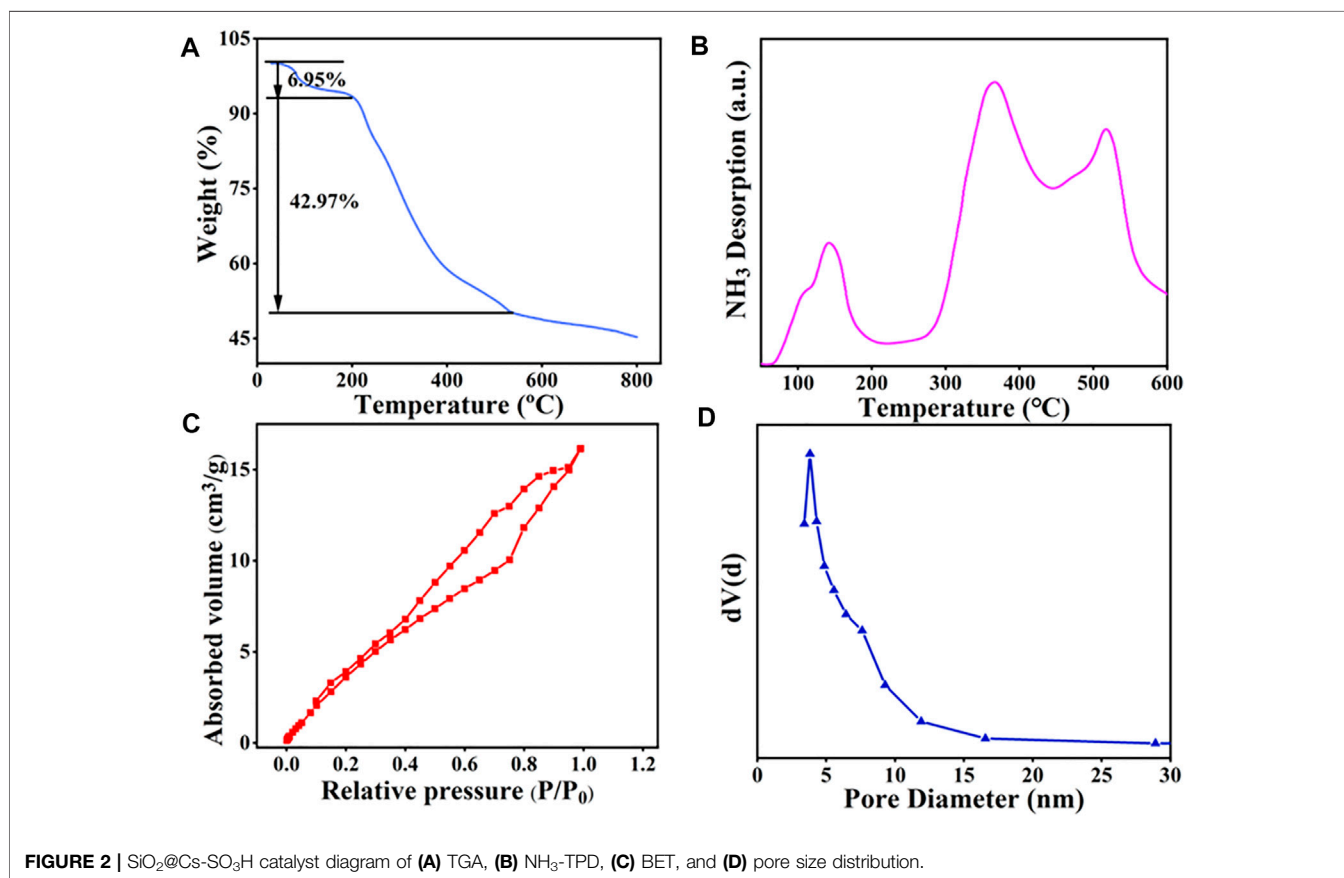 A
105
90
75
60
45
Weight (%)
6.95%
42.97%
0 200 400 600 800
Temperature (ºC)
B
NH₃ Desorption (a.u.)
100 200 300 400 500 600
Temperature (°C)
C
15
10
5
0
Absorbed volume (cm³/g)
0.0 0.2 0.4 0.6 0.8 1.0 1.2
Relative pressure (P/P₀)
D
dV(d)
0 5 10 15 20 25 30
Pore Diameter (nm)
FIGURE 2 | SiO₂@Cs-SO₃H catalyst diagram of (A) TGA, (B) NH₃-TPD, (C) BET, and (D) pore size distribution.